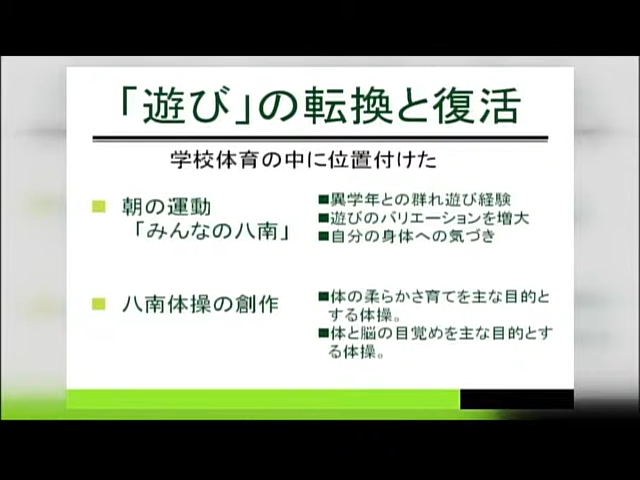 「遊び」の転換と復活
学校体育の中に位置付けた
朝の運動
「みんなの八南」
■異学年との群れ遊び経験
■遊びのバリエーションを増大
■自分の身体への気づき
八南体操の創作
■体の柔らかさ育てを主な目的と
する体操。
■体と脳の目覚めを主な目的とす
る体操。